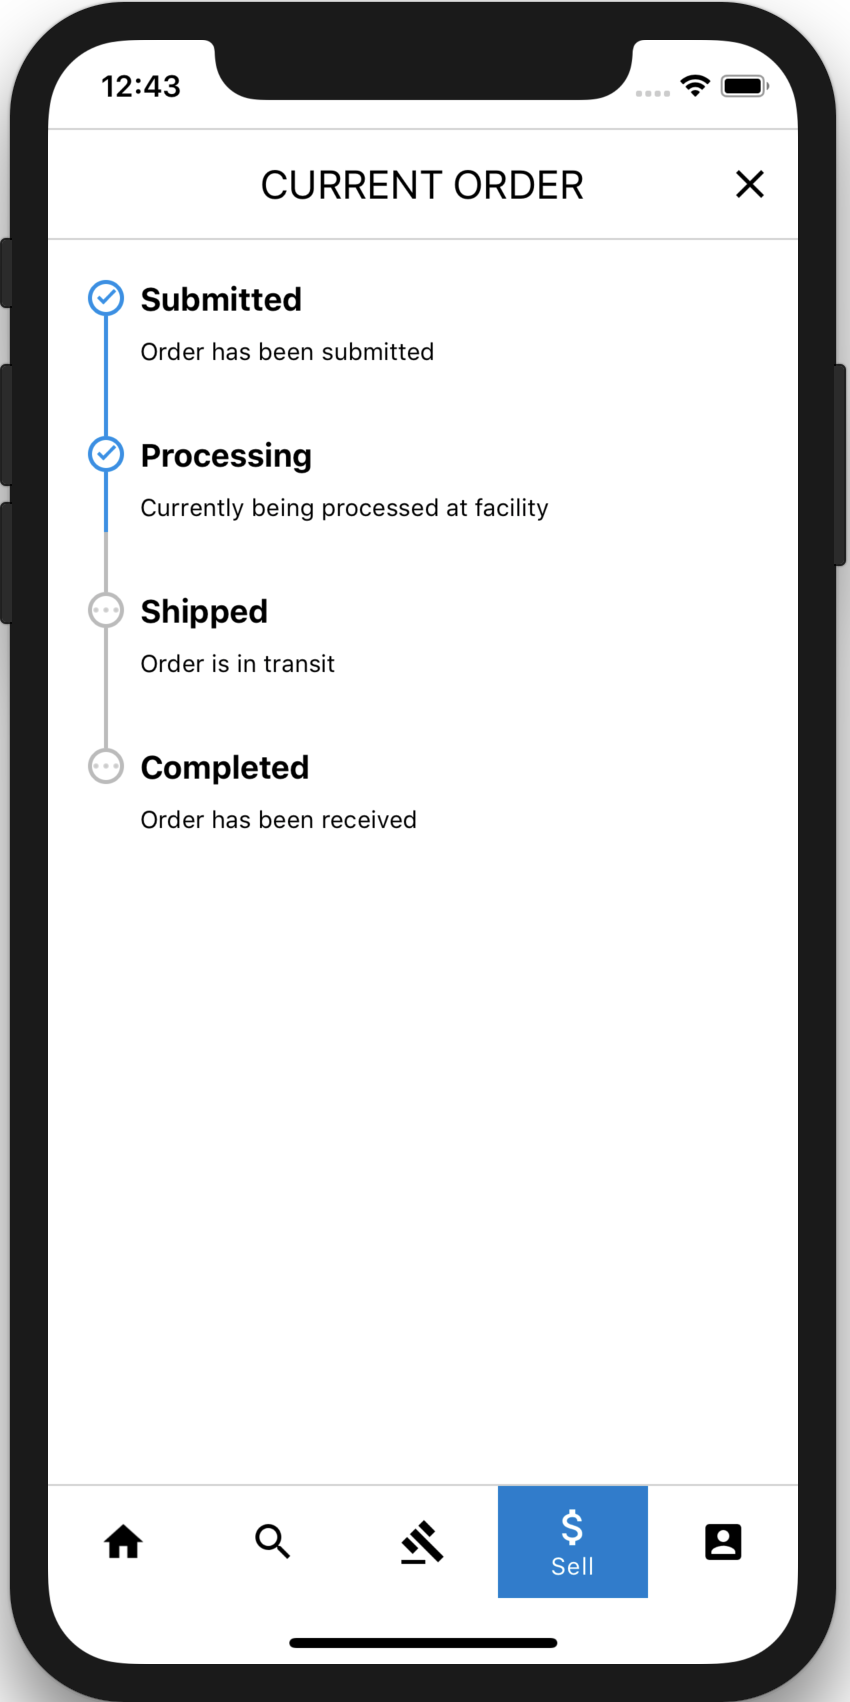 12:43
CURRENT ORDER
Submitted
Order has been submitted
Processing
Currently being processed at facility
Shipped
Order is in transit
Completed
Order has been received
$
Sell